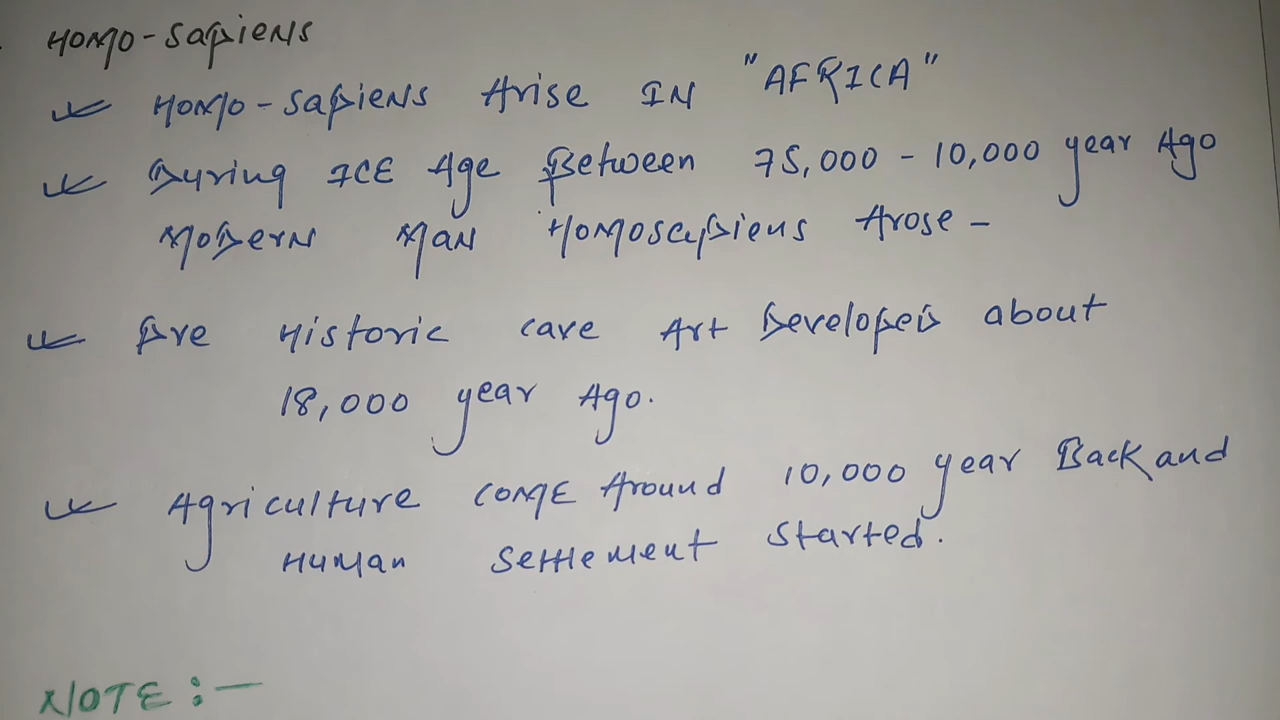 Homo-sapiens
Homo-sapiens Arise IN "AFRICA"
During ICE Age Between 75,000 - 10,000 year Ago
Modern Man Homosapiens Arose -
Pre Historic cave Art Developed about
18,000 year Ago.
Agriculture come Around 10,000 year Back and
Human settlement started.
NOTE :-